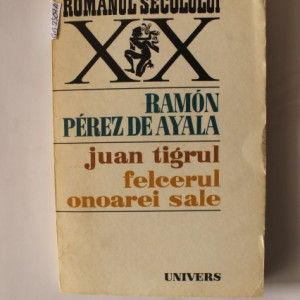 ROMANUL SECOLULUI
XX
RAMÓN
PÉREZ DE AYALA
juan tigrul
felcerul
onoarei sale
UNIVERS